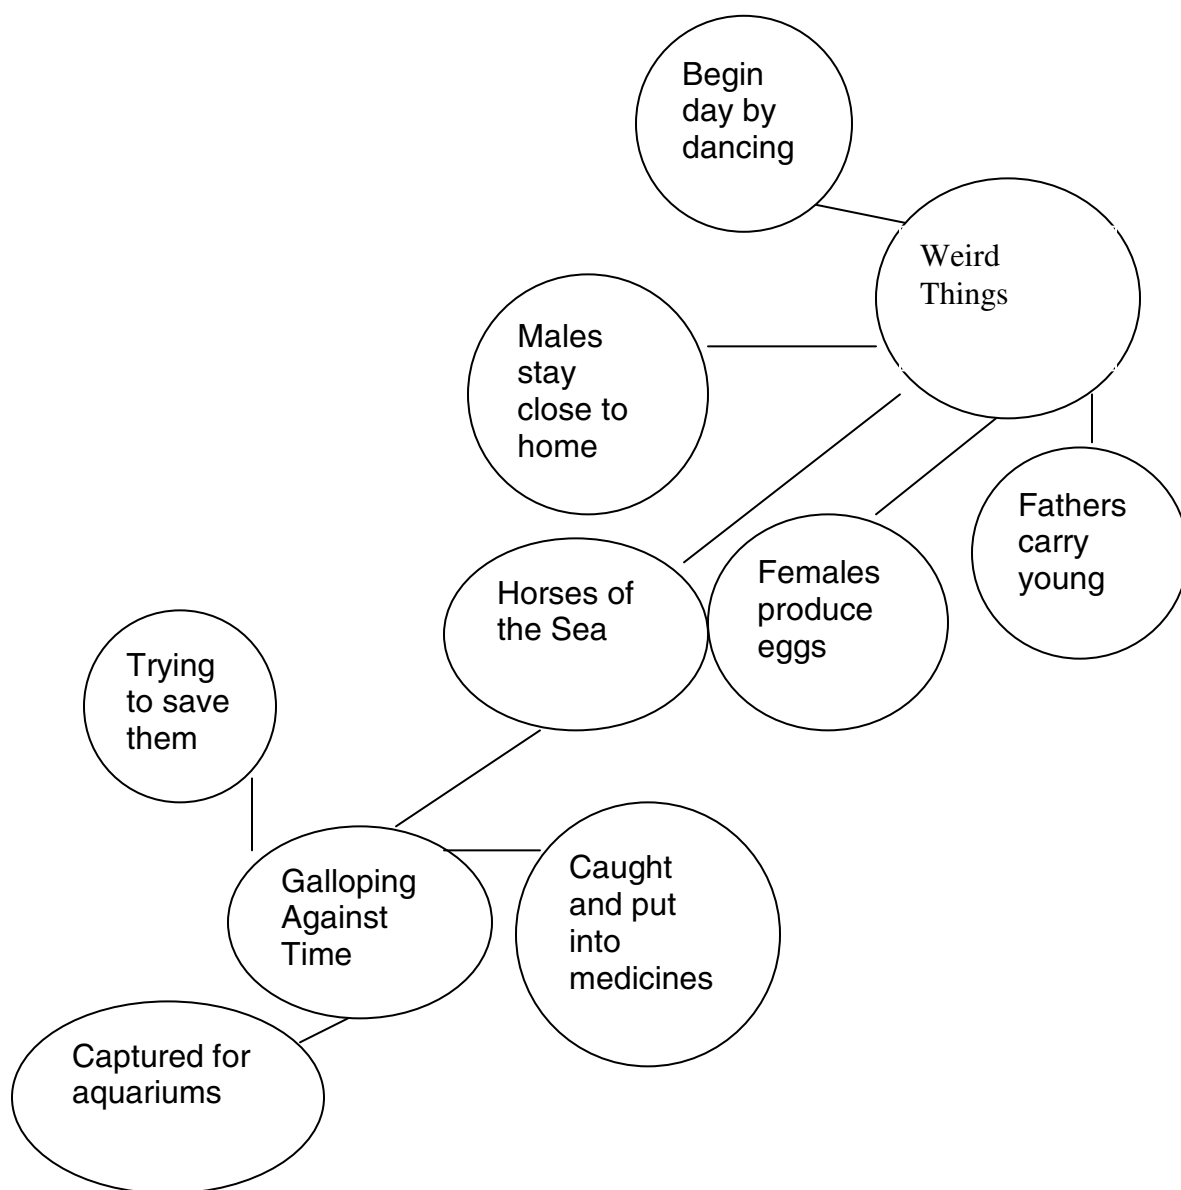 Begin
day by
dancing
Weird
Things
Males
stay
close to
home
Fathers
carry
young
Females
produce
eggs
Horses of
the Sea
Trying
to save
them
Galloping
Against
Time
Caught
and put
into
medicines
Captured for
aquariums